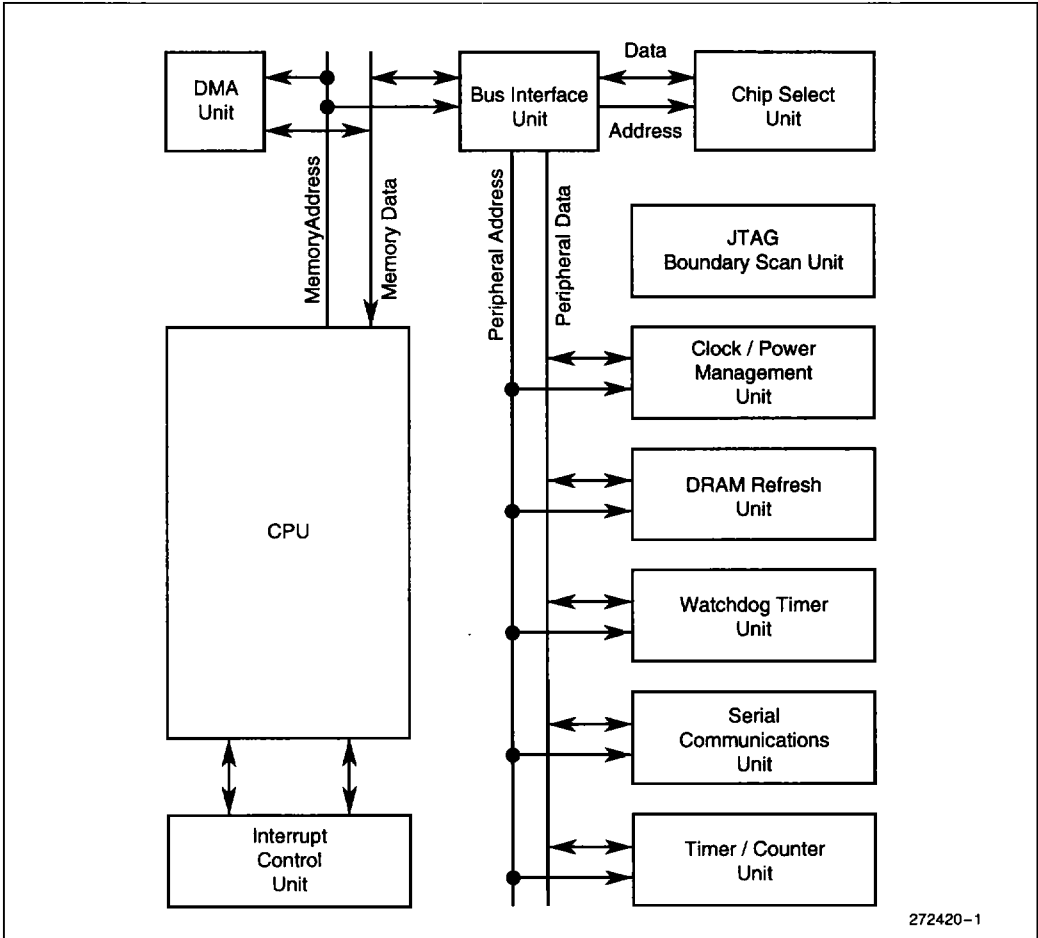 DMA
Unit
Bus Interface
Unit
Data
Address
Chip Select
Unit
MemoryAddress
Memory Data
Peripheral Address
Peripheral Data
JTAG
Boundary Scan Unit
Clock / Power
Management
Unit
CPU
DRAM Refresh
Unit
Watchdog Timer
Unit
Serial
Communications
Unit
Interrupt
Control
Unit
Timer / Counter
Unit
272420-1